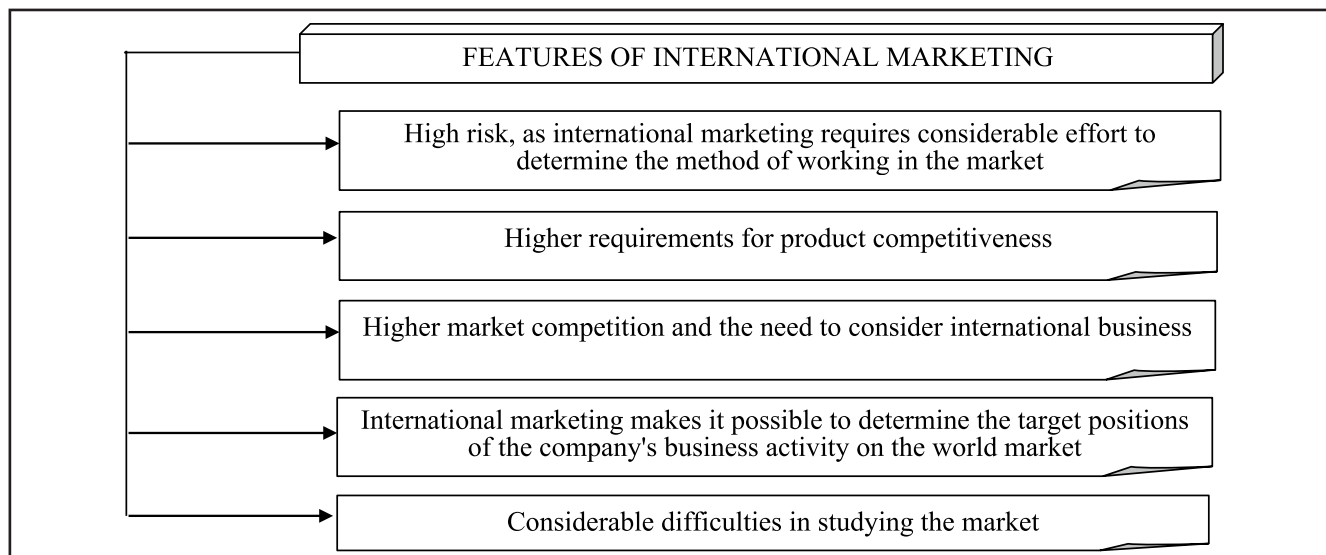 FEATURES OF INTERNATIONAL MARKETING
High risk, as international marketing requires considerable effort to
determine the method of working in the market
Higher requirements for product competitiveness
Higher market competition and the need to consider international business
International marketing makes it possible to determine the target positions
of the company's business activity on the world market
Considerable difficulties in studying the market